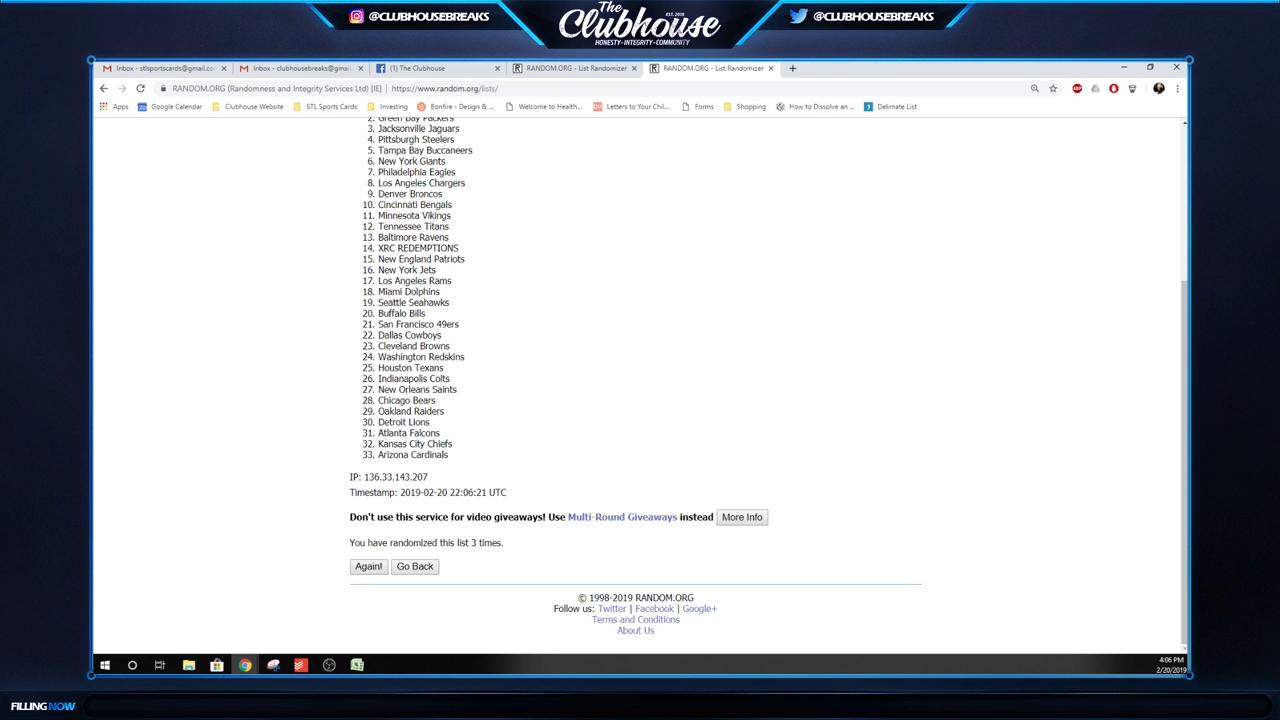 @CLUBHOUSEBREAKS
The
Clubhouse
EST. 2018
HONESTY • INTEGRITY • COMMUNITY
@CLUBHOUSEBREAKS
Inbox - stlsportscards@gmail.co
Inbox - clubhousebreaks@gmail
(1) The Clubhouse
RANDOM.ORG - List Randomizer
RANDOM.ORG - List Randomizer
RANDOM.ORG (Randomness and Integrity Services Ltd) [IE] | https://www.random.org/lists/
Apps
Google Calendar
Clubhouse Website
STL Sports Cards
Investing
Bonfire - Design & ...
Welcome to Health...
Letters to Your Chil...
Forms
Shopping
How to Dissolve an ...
Delimate List
2. Green Bay Packers
3. Jacksonville Jaguars
4. Pittsburgh Steelers
5. Tampa Bay Buccaneers
6. New York Giants
7. Philadelphia Eagles
8. Los Angeles Chargers
9. Denver Broncos
10. Cincinnati Bengals
11. Minnesota Vikings
12. Tennessee Titans
13. Baltimore Ravens
14. XRC REDEMPTIONS
15. New England Patriots
16. New York Jets
17. Los Angeles Rams
18. Miami Dolphins
19. Seattle Seahawks
20. Buffalo Bills
21. San Francisco 49ers
22. Dallas Cowboys
23. Cleveland Browns
24. Washington Redskins
25. Houston Texans
26. Indianapolis Colts
27. New Orleans Saints
28. Chicago Bears
29. Oakland Raiders
30. Detroit Lions
31. Atlanta Falcons
32. Kansas City Chiefs
33. Arizona Cardinals
IP: 136.33.143.207
Timestamp: 2019-02-20 22:06:21 UTC
Don't use this service for video giveaways! Use Multi-Round Giveaways instead More Info
You have randomized this list 3 times.
Again! Go Back
© 1998-2019 RANDOM.ORG
Follow us: Twitter | Facebook | Google+
Terms and Conditions
About Us
4:06 PM
2/20/2019
FILLING NOW